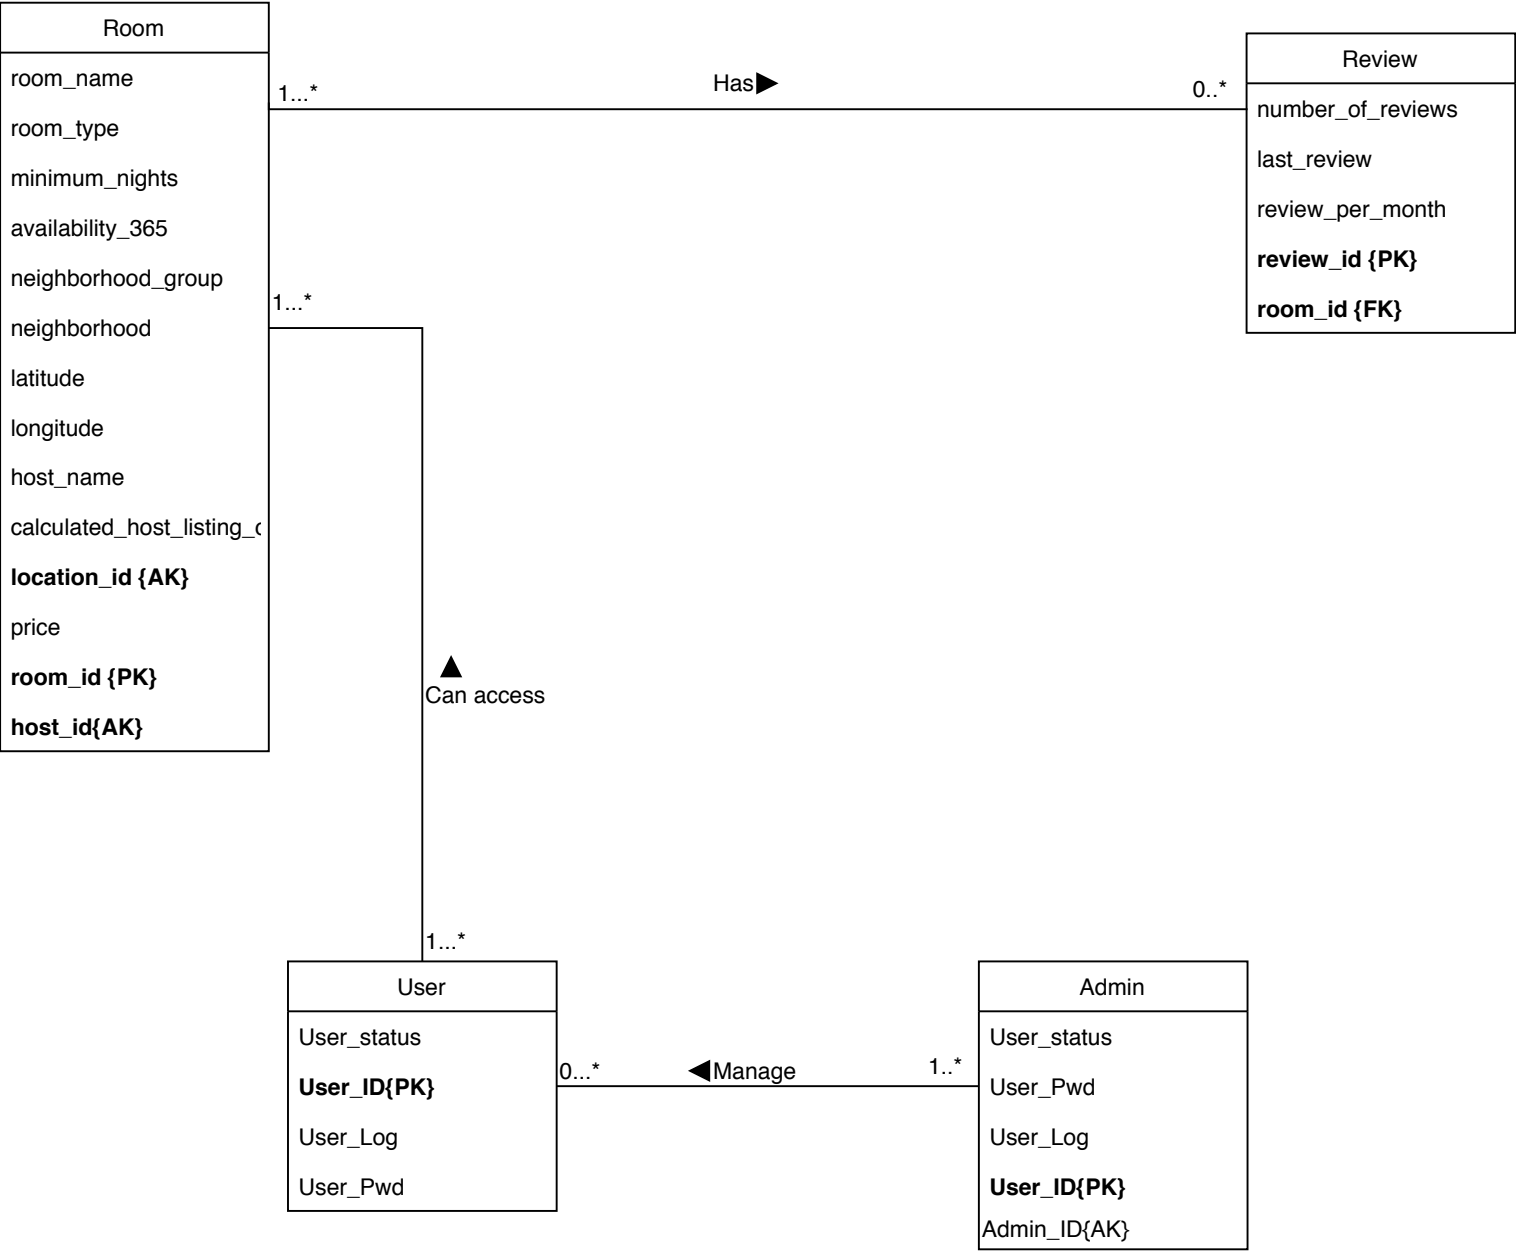 Room
room_name
room_type
minimum_nights
availability_365
neighborhood_group
neighborhood
latitude
longitude
host_name
calculated_host_listing_c
location_id {AK}
price
room_id {PK}
host_id{AK}
1...*
Has
0..*
Review
number_of_reviews
last_review
review_per_month
review_id {PK}
room_id {FK}
1...*
Can access
1...*
User
User_status
User_ID{PK}
User_Log
User_Pwd
0...*
Manage
1..*
Admin
User_status
User_Pwd
User_Log
User_ID{PK}
Admin_ID{AK}